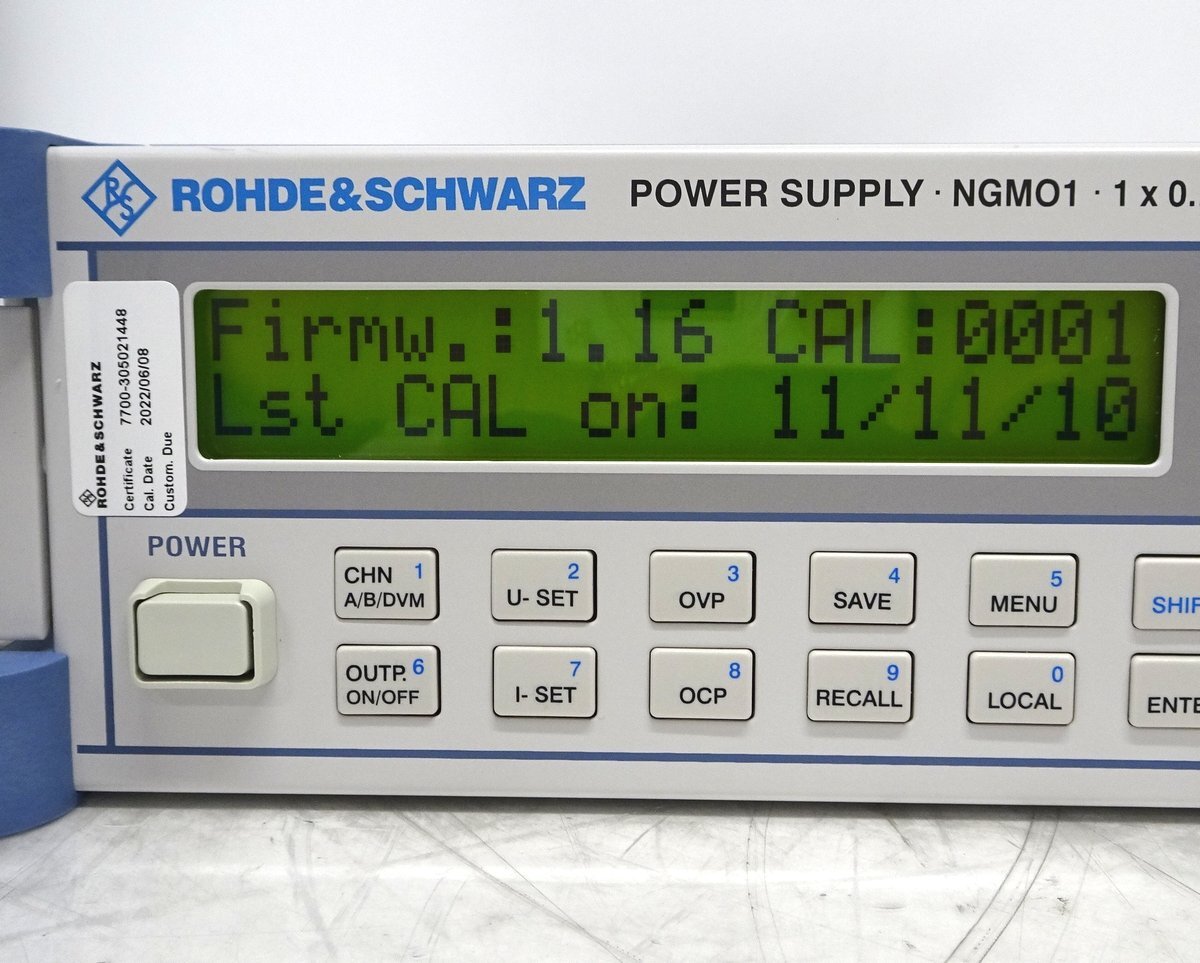 ROHDE&SCHWARZ
POWER SUPPLY · NGMO1 · 1 x 0.
Firmw.:1.16 CAL:0001
Lst CAL on: 11/11/10
ROHDE&SCHWARZ
Certificate 7700-305021448
Cal. Date 2022/06/08
Custom. Due
POWER
CHN 1
A/B/DVM
2
U- SET
3
OVP
4
SAVE
5
MENU
SHIF
OUTP. 6
ON/OFF
7
I- SET
8
OCP
9
RECALL
0
LOCAL
ENTE